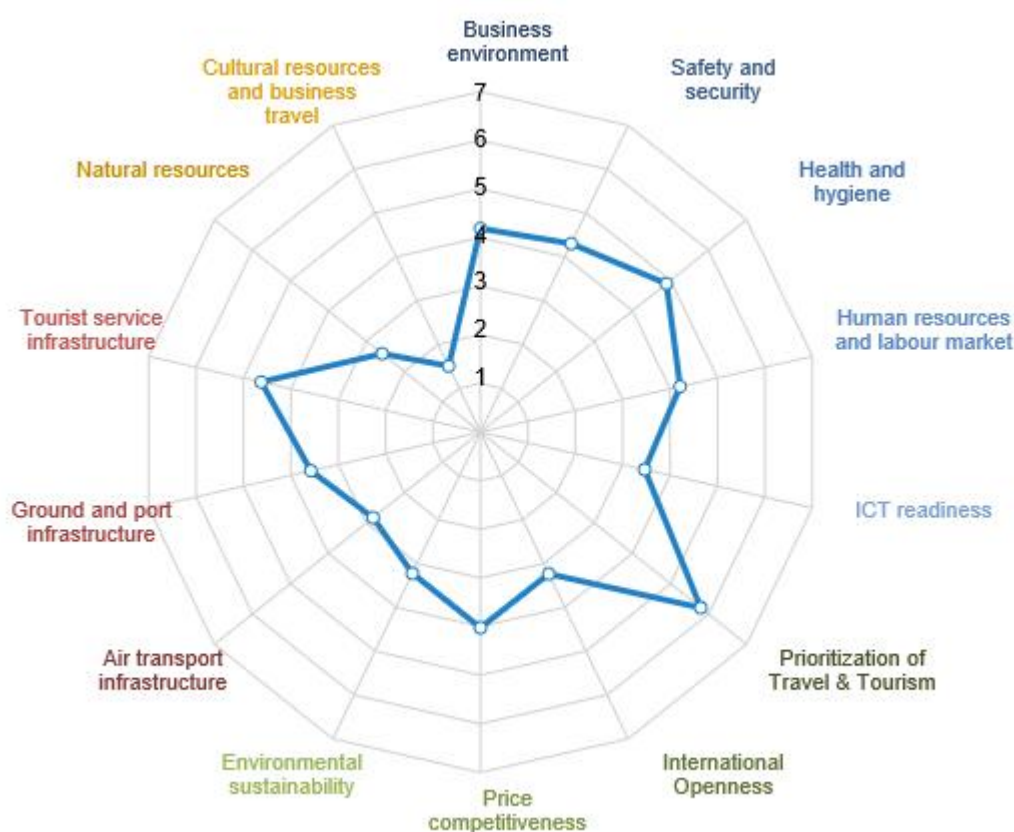 Business
environment
Safety and
security
Health and
hygiene
Human resources
and labour market
ICT readiness
Prioritization of
Travel & Tourism
International
Openness
Price
competitiveness
Environmental
sustainability
Air transport
infrastructure
Ground and port
infrastructure
Tourist service
infrastructure
Natural resources
Cultural resources
and business
travel
7
6
5
4
3
2
1